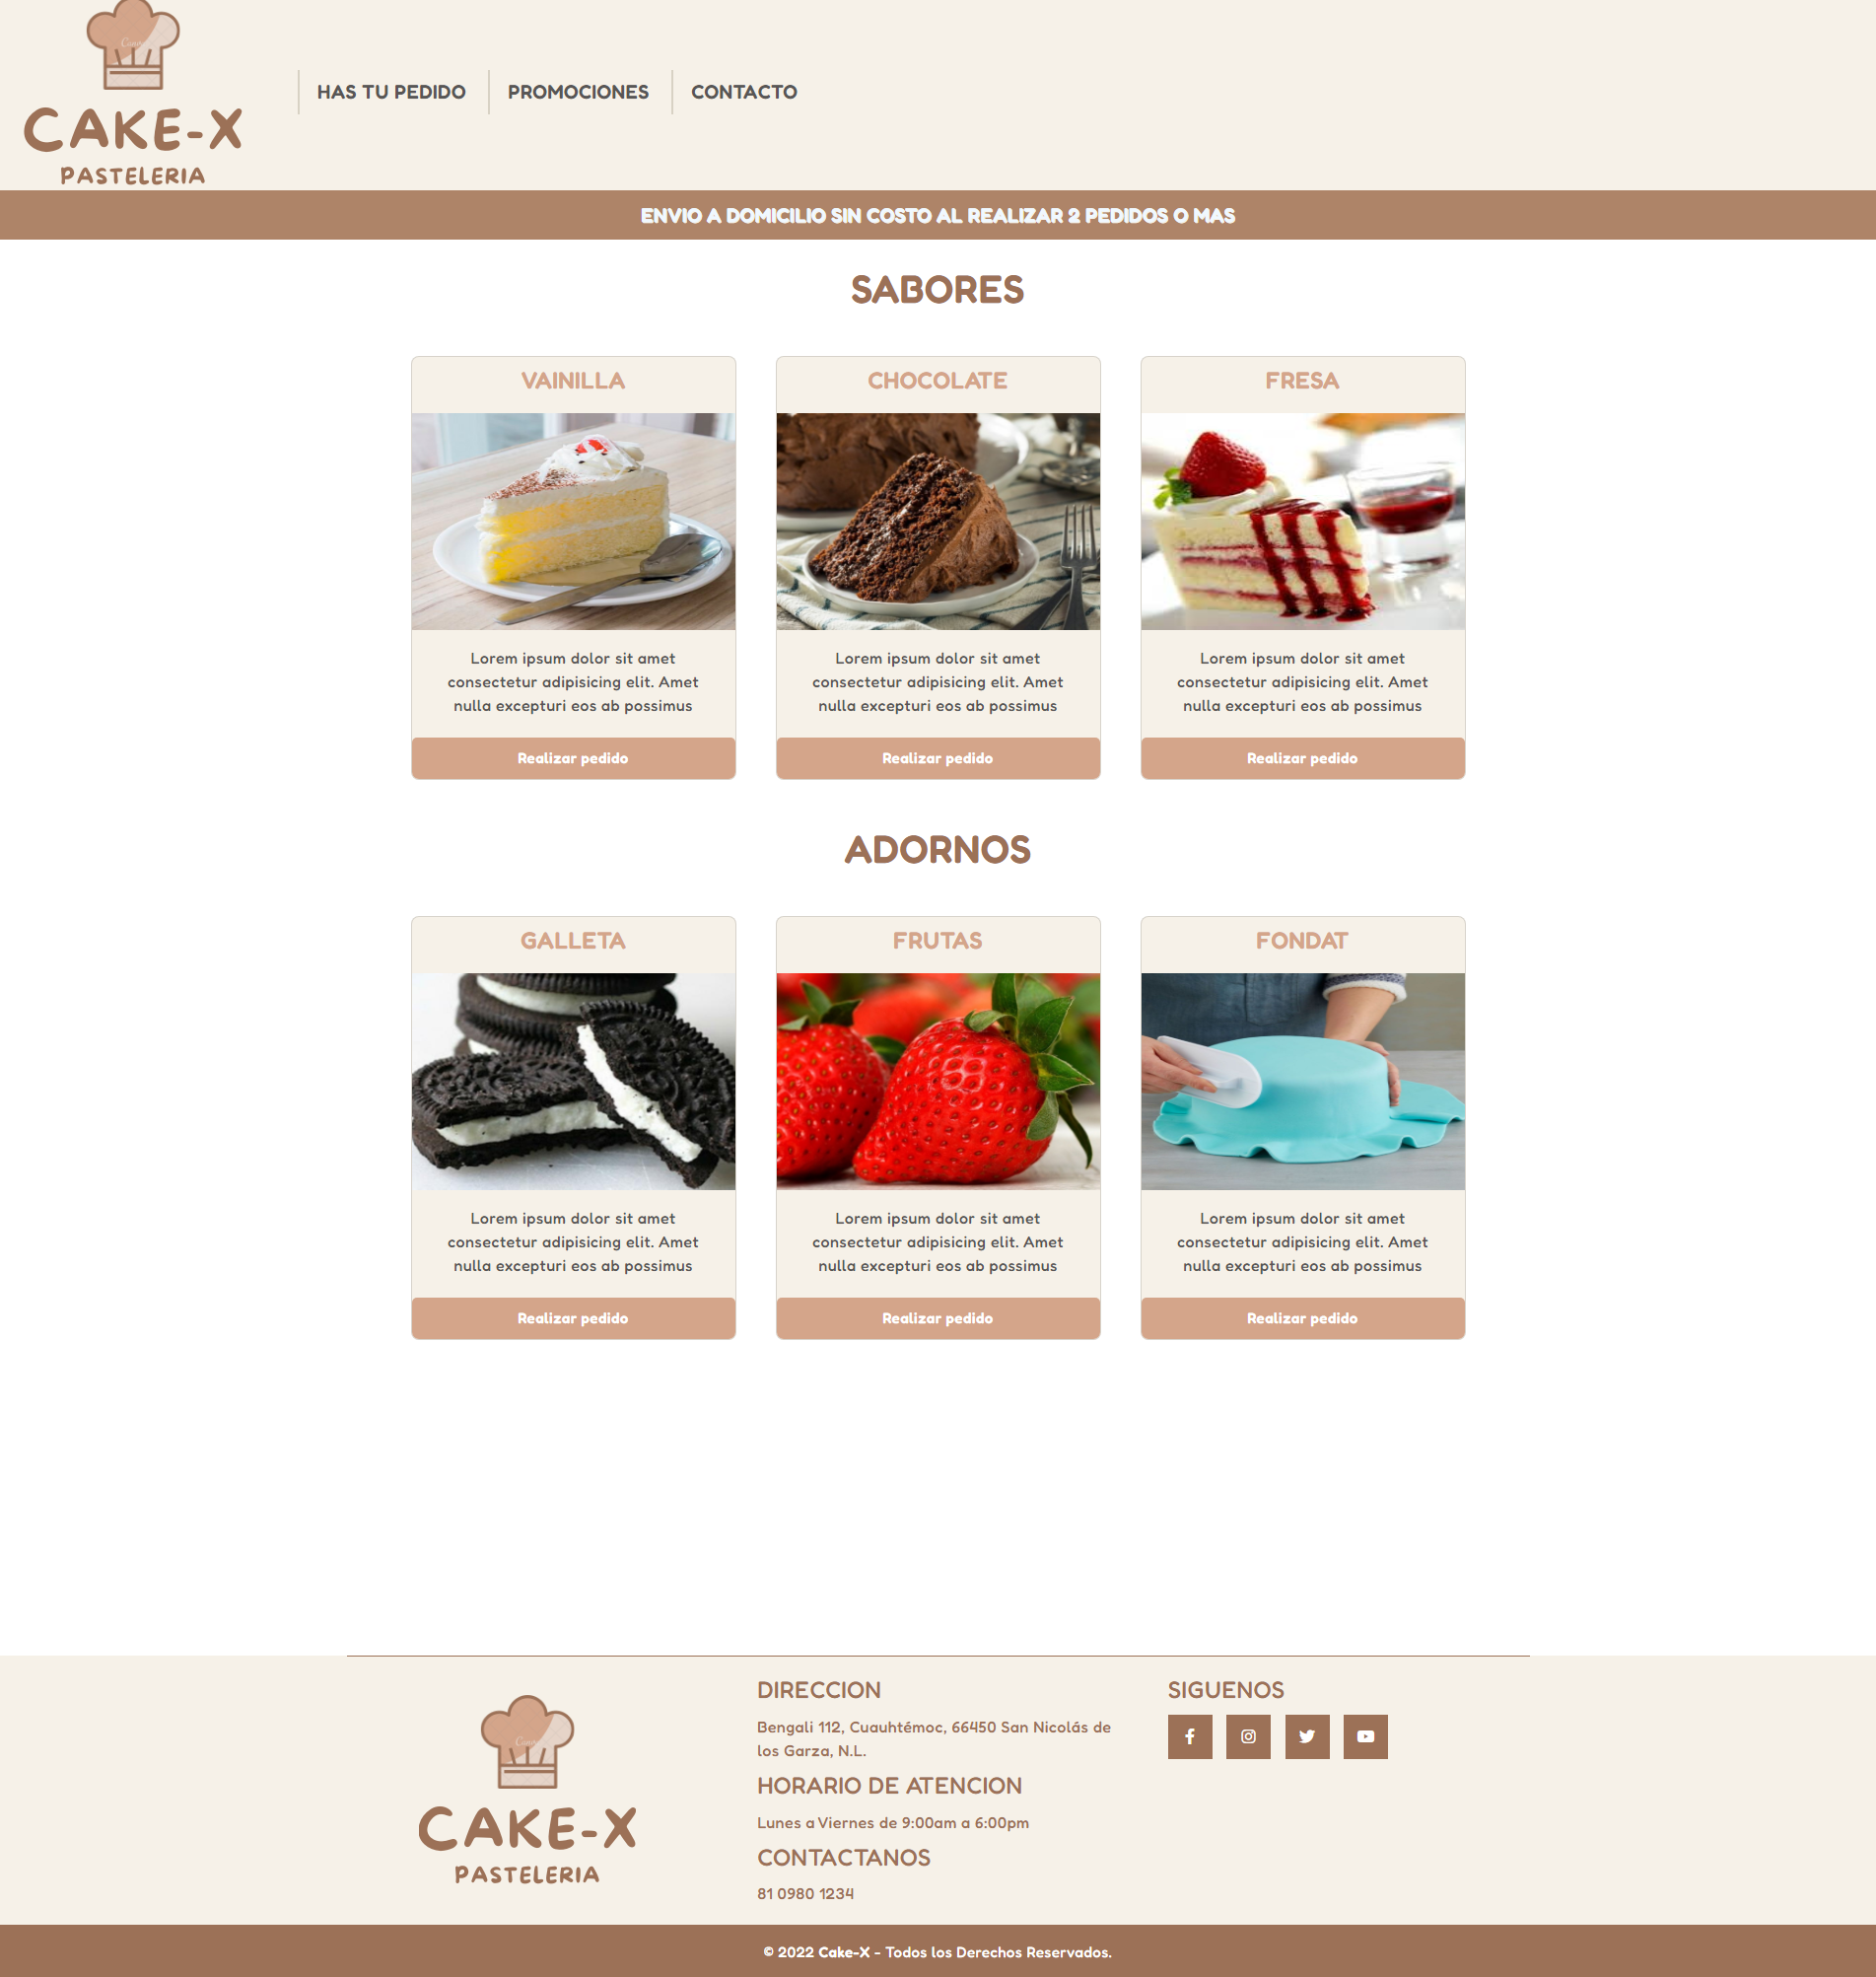 CAKE-X
PASTELERIA
HAS TU PEDIDO
PROMOCIONES
CONTACTO
ENVIO A DOMICILIO SIN COSTO AL REALIZAR 2 PEDIDOS O MAS
SABORES
VAINILLA
Lorem ipsum dolor sit amet
consectetur adipisicing elit. Amet
nulla excepturi eos ab possimus
Realizar pedido
CHOCOLATE
Lorem ipsum dolor sit amet
consectetur adipisicing elit. Amet
nulla excepturi eos ab possimus
Realizar pedido
FRESA
Lorem ipsum dolor sit amet
consectetur adipisicing elit. Amet
nulla excepturi eos ab possimus
Realizar pedido
ADORNOS
GALLETA
Lorem ipsum dolor sit amet
consectetur adipisicing elit. Amet
nulla excepturi eos ab possimus
Realizar pedido
FRUTAS
Lorem ipsum dolor sit amet
consectetur adipisicing elit. Amet
nulla excepturi eos ab possimus
Realizar pedido
FONDAT
Lorem ipsum dolor sit amet
consectetur adipisicing elit. Amet
nulla excepturi eos ab possimus
Realizar pedido
CAKE-X
PASTELERIA
DIRECCION
Bengali 112, Cuauhtémoc, 66450 San Nicolás de
los Garza, N.L.
HORARIO DE ATENCION
Lunes a Viernes de 9:00am a 6:00pm
CONTACTANOS
81 0980 1234
SIGUENOS
© 2022 Cake-X - Todos los Derechos Reservados.